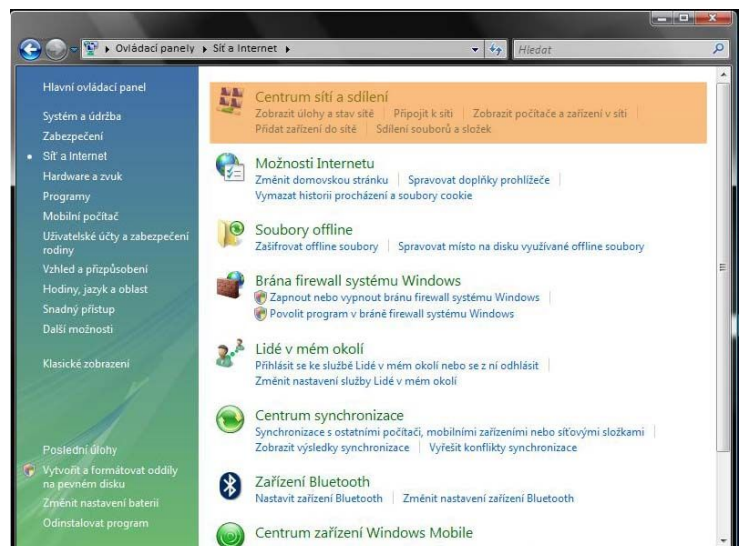 Ovládací panely ▸ Síť a Internet ▸
Hledat
Hlavní ovládací panel
Systém a údržba
Zabezpečení
Síť a Internet
Hardware a zvuk
Programy
Mobilní počítač
Uživatelské účty a zabezpečení
rodiny
Vzhled a přizpůsobení
Hodiny, jazyk a oblast
Snadný přístup
Další možnosti
Klasické zobrazení
Poslední úlohy
Vytvořit a formátovat oddíly
na pevném disku
Změnit nastavení baterií
Odinstalovat program
Centrum sítí a sdílení
Zobrazit úlohy a stav sítě | Připojit k síti | Zobrazit počítače a zařízení v síti
Přidat zařízení do sítě | Sdílení souborů a složek
Možnosti Internetu
Změnit domovskou stránku | Spravovat doplňky prohlížeče
Vymazat historii procházení a soubory cookie
Soubory offline
Zašifrovat offline soubory | Spravovat místo na disku využívané offline soubory
Brána firewall systému Windows
Zapnout nebo vypnout bránu firewall systému Windows
Povolit program v bráně firewall systému Windows
Lidé v mém okolí
Přihlásit se ke službě Lidé v mém okolí nebo se z ní odhlásit
Změnit nastavení služby Lidé v mém okolí
Centrum synchronizace
Synchronizace s ostatními počítači, mobilními zařízeními nebo síťovými složkami
Zobrazit výsledky synchronizace | Vyřešit konflikty synchronizace
Zařízení Bluetooth
Nastavit zařízení Bluetooth | Změnit nastavení zařízení Bluetooth
Centrum zařízení Windows Mobile